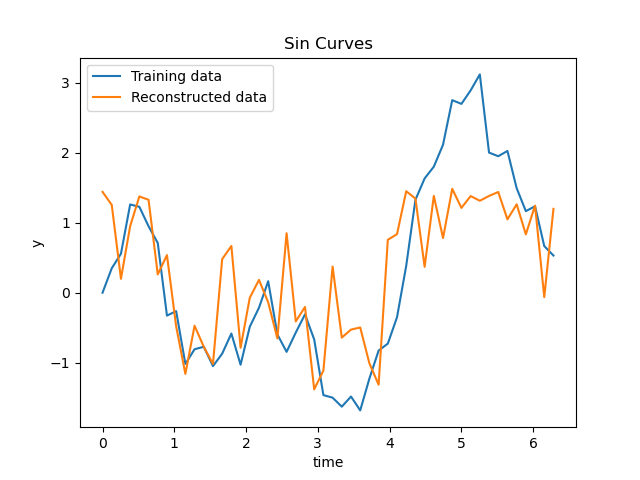 Sin Curves
Training data
Reconstructed data
3
2
1
0
−1
y
0 1 2 3 4 5 6
time